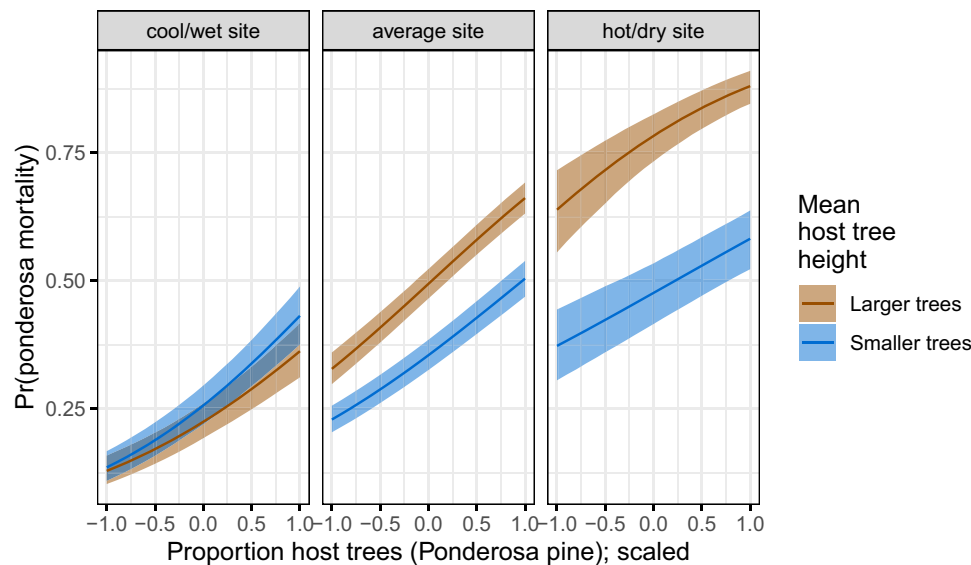 cool/wet site
average site
hot/dry site
Pr(ponderosa mortality)
0.75
0.50
0.25
−1.0 −0.5 0.0 0.5 1.0
−1.0 −0.5 0.0 0.5 1.0
−1.0 −0.5 0.0 0.5 1.0
Proportion host trees (Ponderosa pine); scaled
Mean
host tree
height
Larger trees
Smaller trees